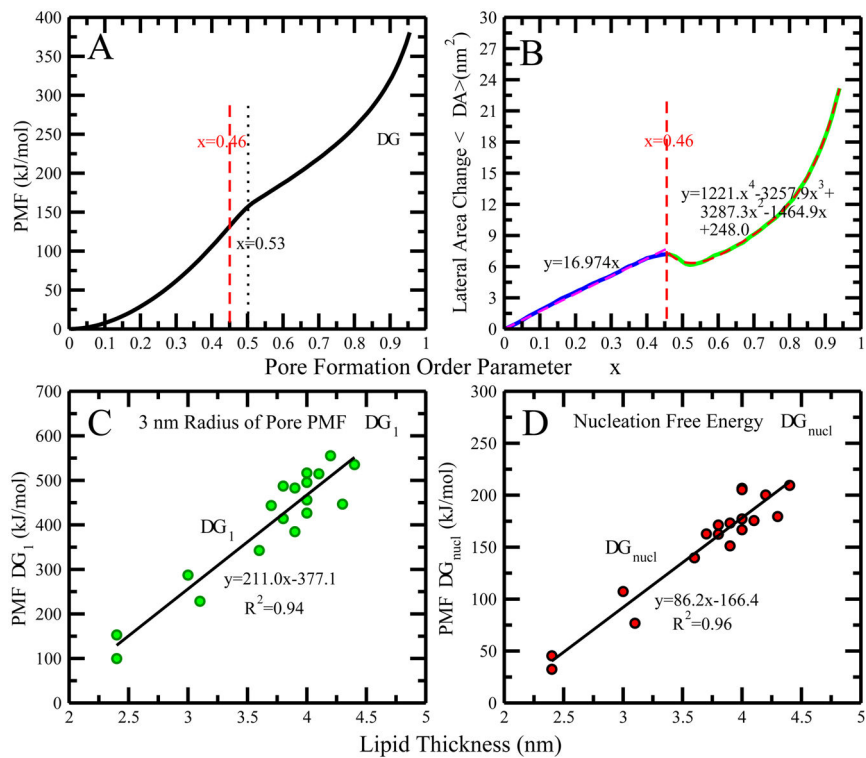 A
PMF (kJ/mol)
400
350
300
250
200
150
100
50
0
x=0.46
x=0.53
DG
0 0.1 0.2 0.3 0.4 0.5 0.6 0.7 0.8 0.9 1
B
Lateral Area Change < DA>(nm²)
30
27
24
21
18
15
12
9
6
3
0
x=0.46
y=16.974x
y=1221.x⁴-3257.9x³+
3287.3x²-1464.9x
+248.0
0 0.1 0.2 0.3 0.4 0.5 0.6 0.7 0.8 0.9 1
Pore Formation Order Parameter x
C
3 nm Radius of Pore PMF DG₁
PMF DG₁ (kJ/mol)
700
600
500
400
300
200
100
0
DG₁
y=211.0x-377.1
R²=0.94
2 2.5 3 3.5 4 4.5 5
D
Nucleation Free Energy DG_nucl
PMF DG_nucl (kJ/mol)
300
250
200
150
100
50
0
DG_nucl
y=86.2x-166.4
R²=0.96
2 2.5 3 3.5 4 4.5 5
Lipid Thickness (nm)